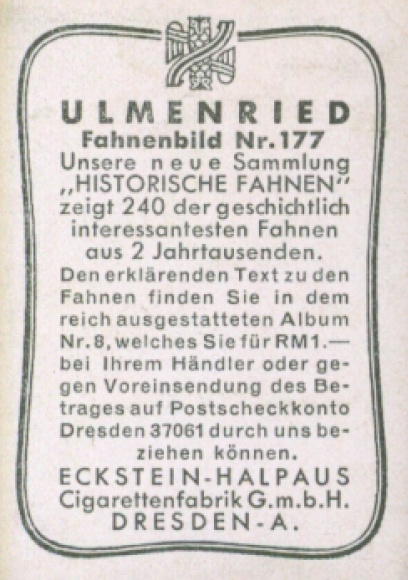 ULMENRIED
Fahnenbild Nr. 177
Unsere neue Sammlung
„HISTORISCHE FAHNEN“
zeigt 240 der geschichtlich
interessantesten Fahnen
aus 2 Jahrtausenden.
Den erklärenden Text zu den
Fahnen finden Sie in dem
reich ausgestatteten Album
Nr. 8, welches Sie für RM1.—
bei Ihrem Händler oder ge-
gen Voreinsendung des Be-
trages auf Postscheckkonto
Dresden 37061 durch uns be-
ziehen können.
ECKSTEIN-HALPAUS
Cigarettenfabrik G.m.b.H.
DRESDEN-A.